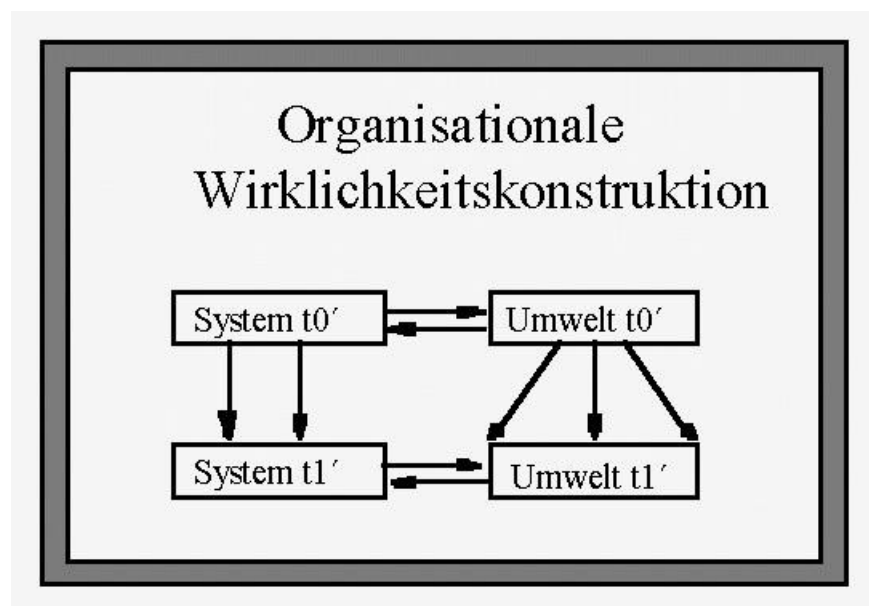 Organisationale
Wirklichkeitskonstruktion
System t0´
Umwelt t0´
System t1´
Umwelt t1´